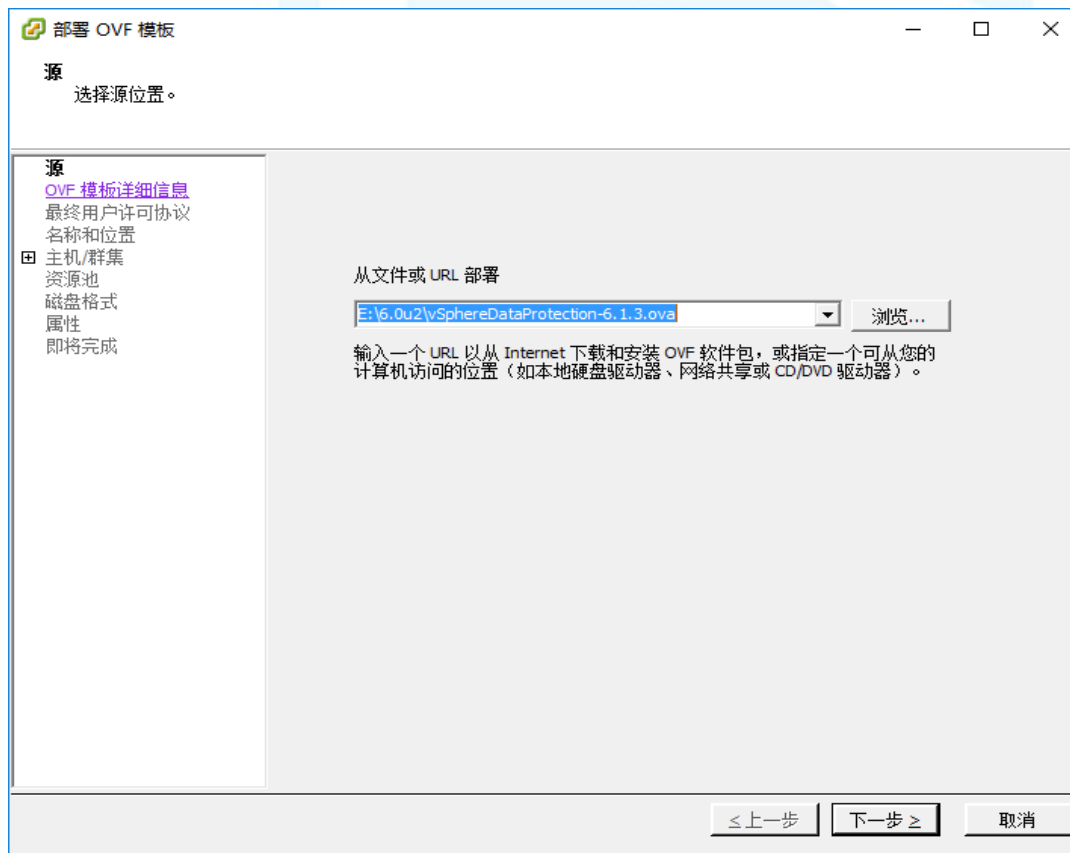 部署 OVF 模板
源
选择源位置。
源
OVF 模板详细信息
最终用户许可协议
名称和位置
主机/群集
资源池
磁盘格式
属性
即将完成
从文件或 URL 部署
E:\6.0u2\vSphereDataProtection-6.1.3.ova
浏览...
输入一个 URL 以从 Internet 下载和安装 OVF 软件包，或指定一个可从您的
计算机访问的位置（如本地硬盘驱动器、网络共享或 CD/DVD 驱动器）。
≤上一步
下一步≥
取消